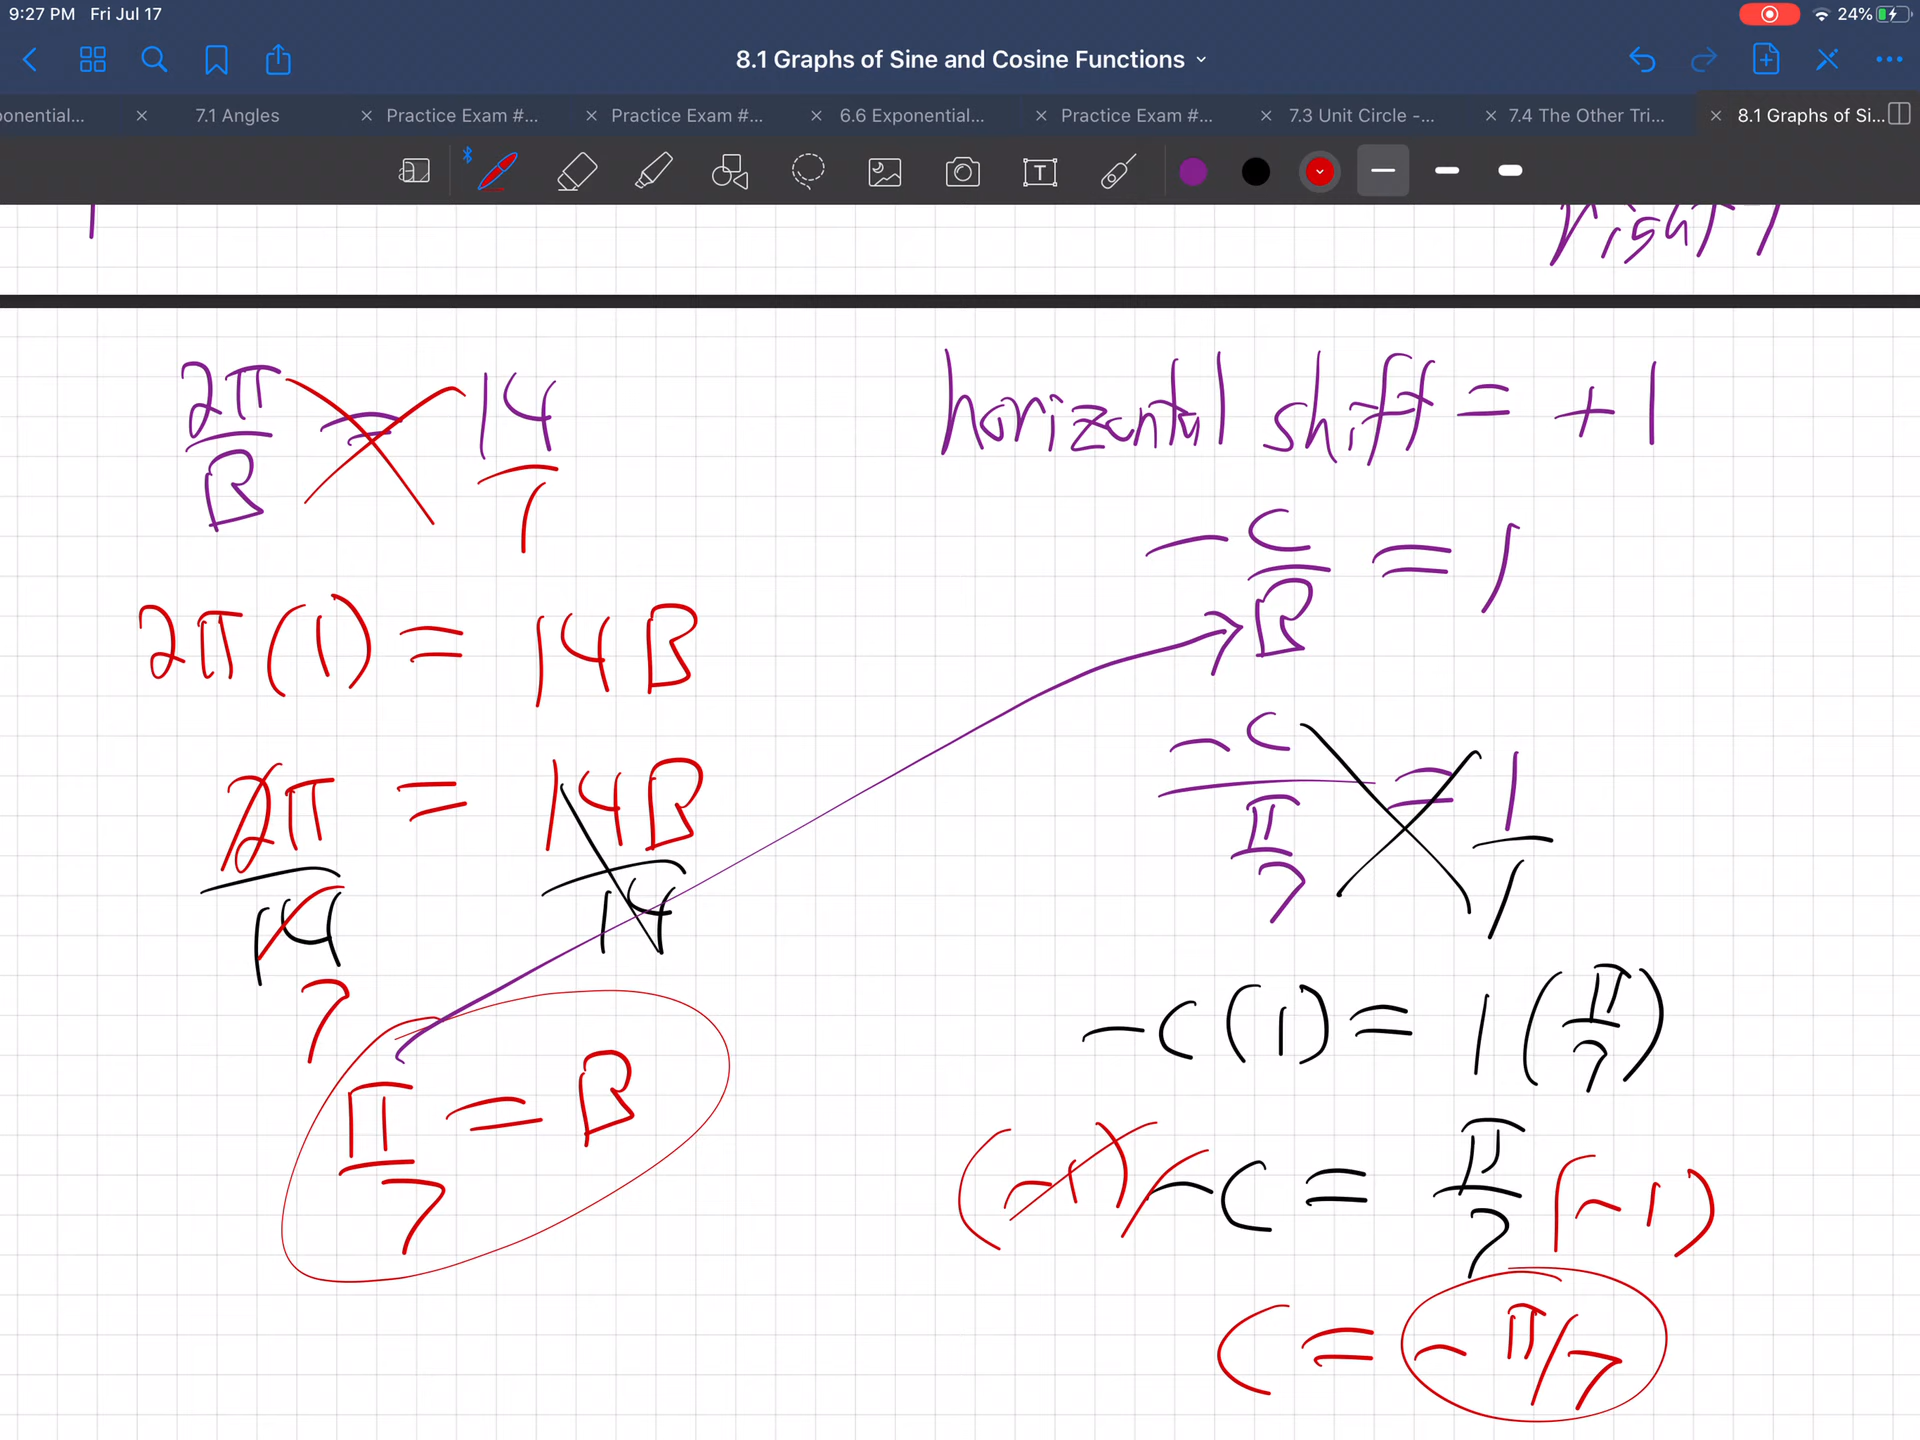 9:27 PM Fri Jul 17
24%
8.1 Graphs of Sine and Cosine Functions
onential...
7.1 Angles
Practice Exam #...
Practice Exam #...
6.6 Exponential...
Practice Exam #...
7.3 Unit Circle -...
7.4 The Other Tri...
8.1 Graphs of Si...
T
right 1
2π/B = 14/1
2π(1) = 14B
2π/14 = 14B/14
7
π/7 = B
horizontal shift = +1
-C/B = 1
-C/(π/7) = 1/1
-C(1) = 1(π/7)
(-1) -C = π/7 (-1)
C = -π/7